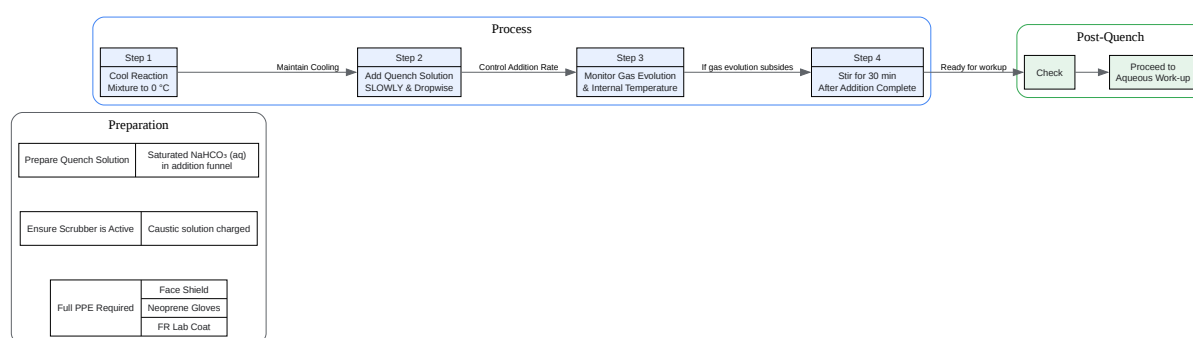 Process
Step 1
Cool Reaction
Mixture to 0 °C
Maintain Cooling
Step 2
Add Quench Solution
SLOWLY & Dropwise
Control Addition Rate
Step 3
Monitor Gas Evolution
& Internal Temperature
If gas evolution subsides
Step 4
Stir for 30 min
After Addition Complete
Ready for workup
Post-Quench
Check
Proceed to
Aqueous Work-up
Preparation
Prepare Quench Solution
Saturated NaHCO₃ (aq)
in addition funnel
Ensure Scrubber is Active
Caustic solution charged
Full PPE Required
Face Shield
Neoprene Gloves
FR Lab Coat